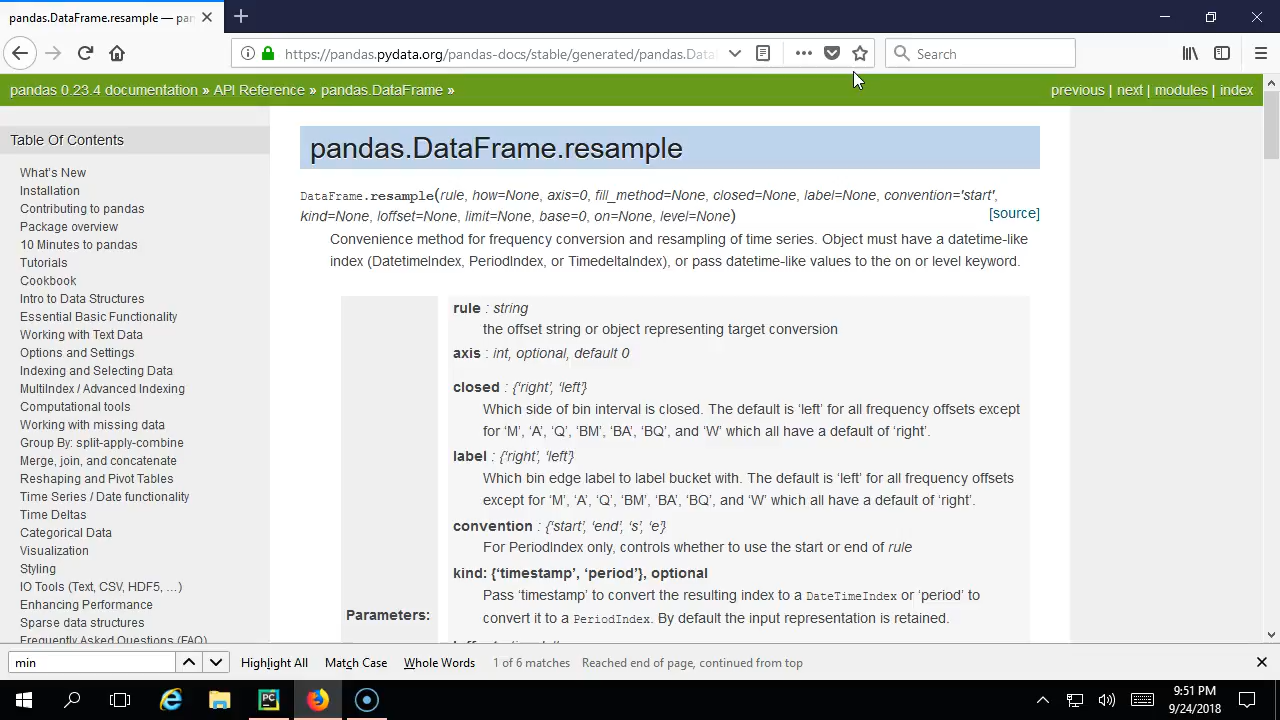 pandas.DataFrame.resample — pan
https://pandas.pydata.org/pandas-docs/stable/generated/pandas.Data
Search
pandas 0.23.4 documentation » API Reference » pandas.DataFrame »
previous | next | modules | index
Table Of Contents
What's New
Installation
Contributing to pandas
Package overview
10 Minutes to pandas
Tutorials
Cookbook
Intro to Data Structures
Essential Basic Functionality
Working with Text Data
Options and Settings
Indexing and Selecting Data
MultiIndex / Advanced Indexing
Computational tools
Working with missing data
Group By: split-apply-combine
Merge, join, and concatenate
Reshaping and Pivot Tables
Time Series / Date functionality
Time Deltas
Categorical Data
Visualization
Styling
IO Tools (Text, CSV, HDF5, …)
Enhancing Performance
Sparse data structures
Frequently Asked Questions (FAQ)
pandas.DataFrame.resample
DataFrame.resample(rule, how=None, axis=0, fill_method=None, closed=None, label=None, convention='start',
kind=None, loffset=None, limit=None, base=0, on=None, level=None)
[source]
Convenience method for frequency conversion and resampling of time series. Object must have a datetime-like
index (DatetimeIndex, PeriodIndex, or TimedeltaIndex), or pass datetime-like values to the on or level keyword.
Parameters:
rule : string
the offset string or object representing target conversion
axis : int, optional, default 0
closed : {‘right’, ‘left’}
Which side of bin interval is closed. The default is ‘left’ for all frequency offsets except
for ‘M’, ‘A’, ‘Q’, ‘BM’, ‘BA’, ‘BQ’, and ‘W’ which all have a default of ‘right’.
label : {‘right’, ‘left’}
Which bin edge label to label bucket with. The default is ‘left’ for all frequency offsets
except for ‘M’, ‘A’, ‘Q’, ‘BM’, ‘BA’, ‘BQ’, and ‘W’ which all have a default of ‘right’.
convention : {‘start’, ‘end’, ‘s’, ‘e’}
For PeriodIndex only, controls whether to use the start or end of rule
kind: {‘timestamp’, ‘period’}, optional
Pass ‘timestamp’ to convert the resulting index to a DateTimeIndex or ‘period’ to
convert it to a PeriodIndex. By default the input representation is retained.
min
Highlight All
Match Case
Whole Words
1 of 6 matches
Reached end of page, continued from top
PC
9:51 PM
9/24/2018